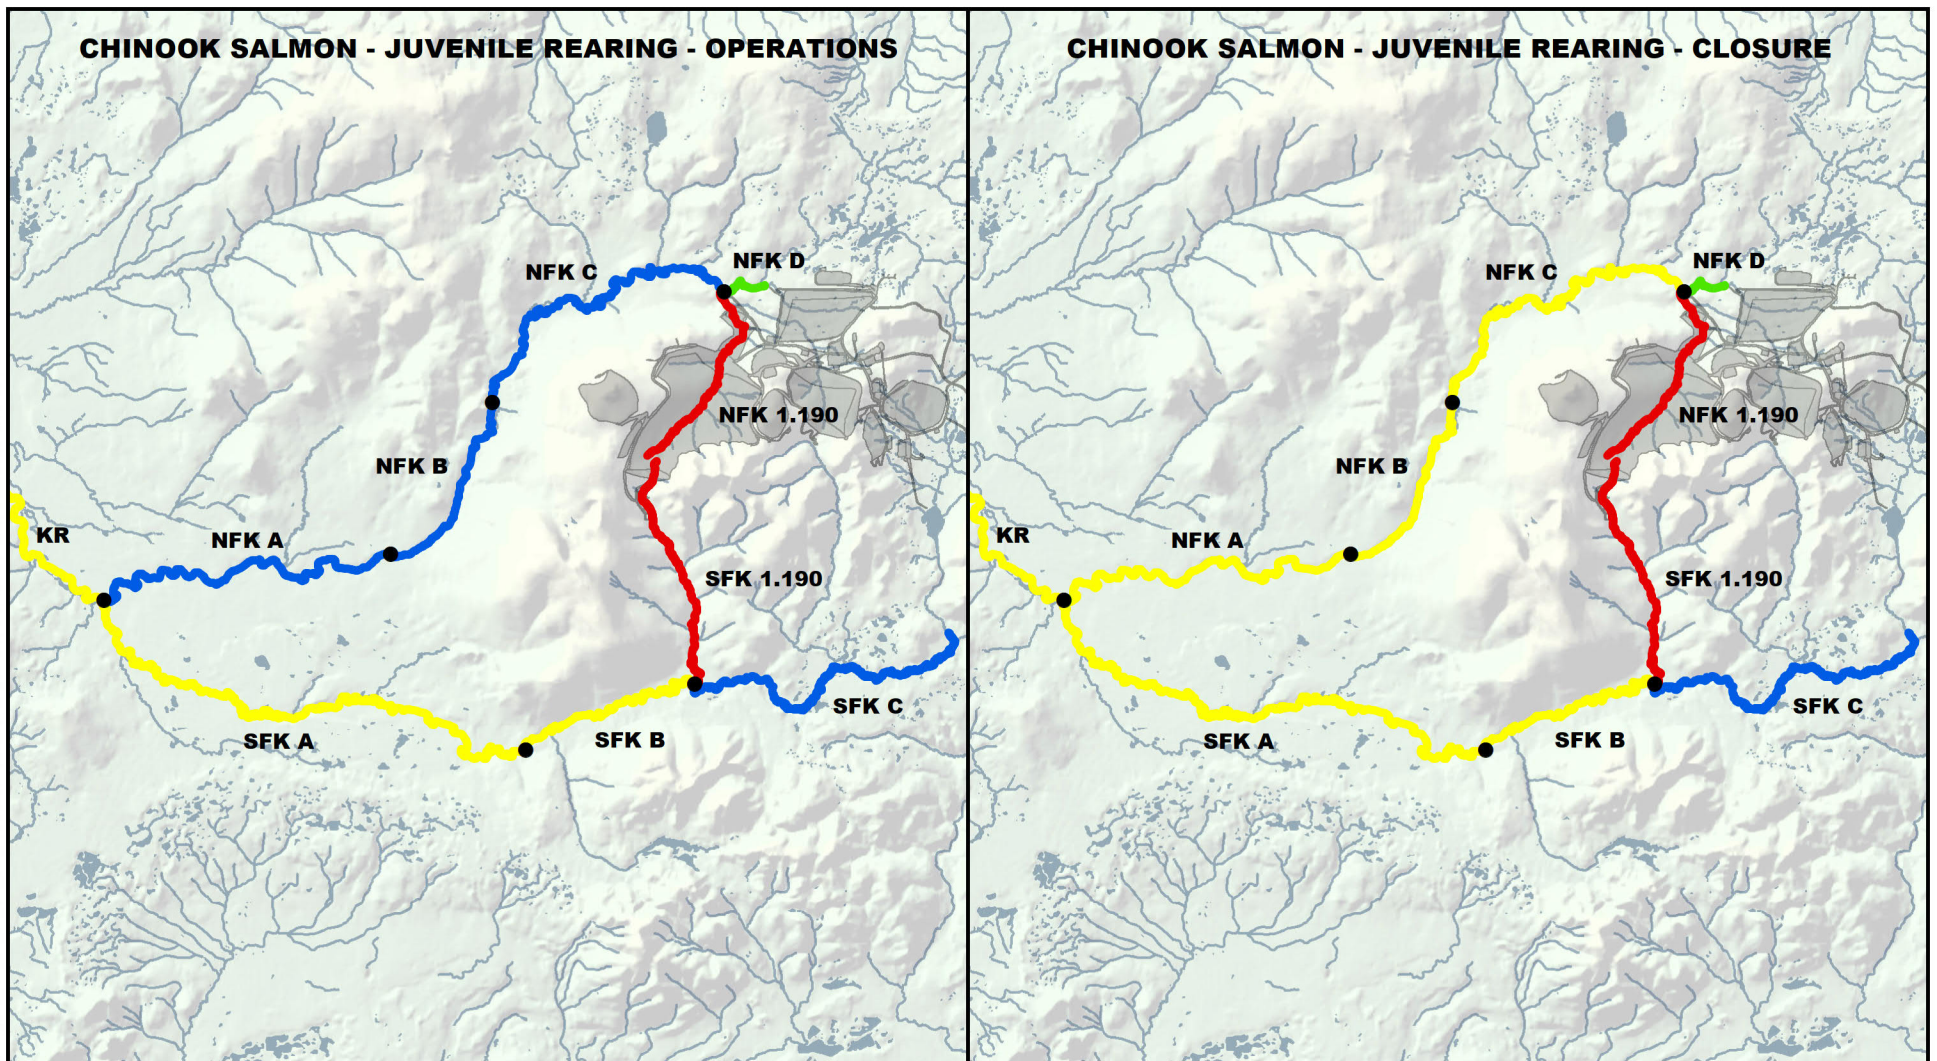 CHINOOK SALMON - JUVENILE REARING - OPERATIONS
NFK D
NFK C
NFK 1.190
NFK B
KR
NFK A
SFK 1.190
SFK C
SFK A
SFK B
CHINOOK SALMON - JUVENILE REARING - CLOSURE
NFK D
NFK C
NFK 1.190
NFK B
KR
NFK A
SFK 1.190
SFK C
SFK A
SFK B